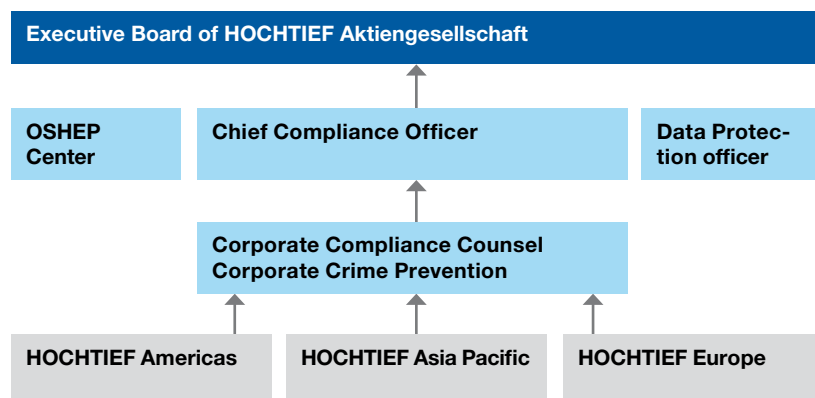 Executive Board of HOCHTIEF Aktiengesellschaft
OSHEP
Center
Chief Compliance Officer
Data Protec-
tion officer
Corporate Compliance Counsel
Corporate Crime Prevention
HOCHTIEF Americas
HOCHTIEF Asia Pacific
HOCHTIEF Europe